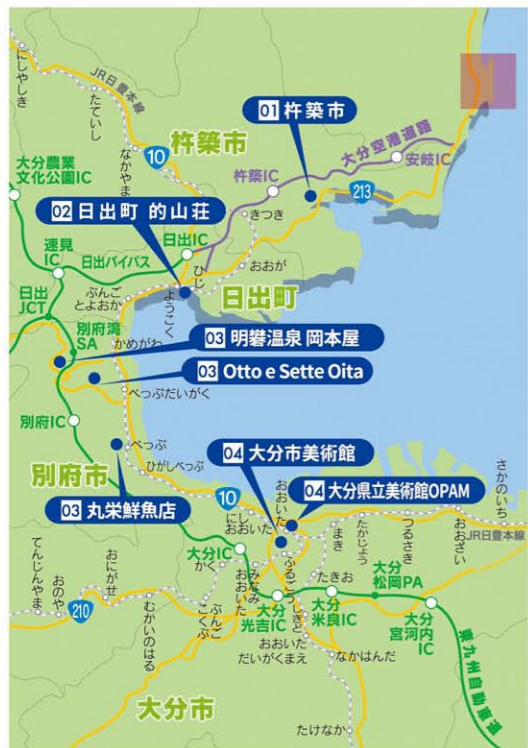 にしやしき
JR日豊本線
たていし
なかやま
10
杵築市
01 杵築市
大分空港道路
安岐IC
大分農業
文化公園IC
杵築IC
213
02 日出町 的山荘
きつき
速見
IC
日出バイパス
日出IC
おおが
ひじ
ようこく
日出町
ぶんご
とよおか
日出
JCT
別府湾
SA
かめがわ
03 明礬温泉 岡本屋
03 Otto e Sette Oita
べっぷだいがく
別府IC
べっぷ
別府市
ひがしべっぷ
03 丸栄鮮魚店
04 大分市美術館
04 大分県立美術館OPAM
10
にし
おおいた
おおいた
まき
たかじょう
つるさき
おおざい
さかのいち
JR日豊本線
てんじんやま
おのや
おにがせ
210
むかいのはる
ぶんご
こくぶ
かく
みなみ
おおいた
大分IC
ふるごう
しきど
大分
光吉IC
たきお
大分
米良IC
大分
松岡PA
大分
宮河内
IC
おおいた
だいがくまえ
なかはんだ
たけなか
大分市
東九州自動車道